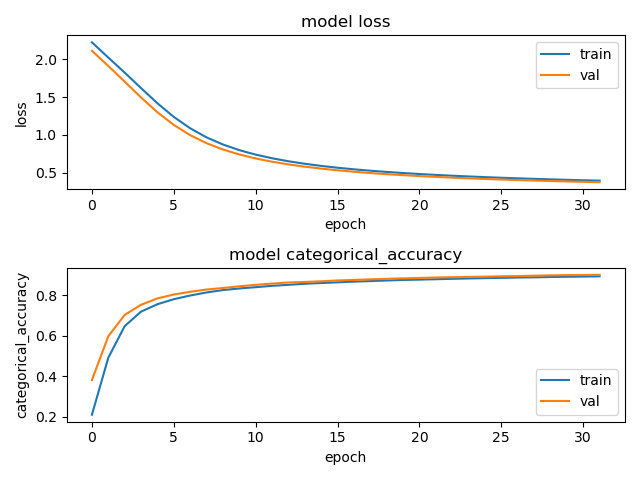 model loss
2.0
1.5
1.0
0.5
loss
train
val
0 5 10 15 20 25 30
epoch
model categorical_accuracy
0.8
0.6
0.4
0.2
categorical_accuracy
train
val
0 5 10 15 20 25 30
epoch